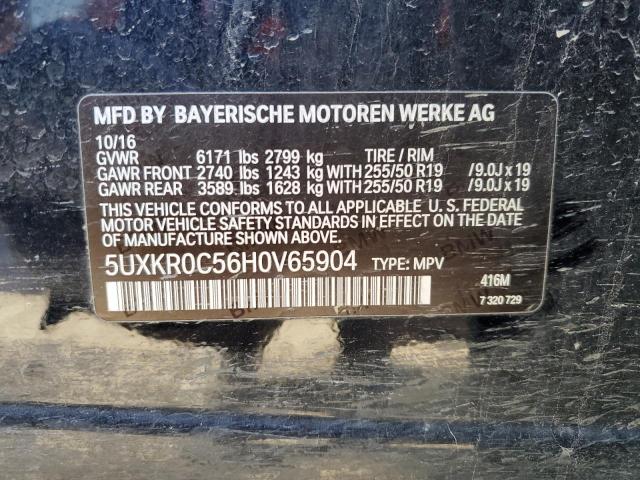 MFD BY BAYERISCHE MOTOREN WERKE AG
10/16
GVWR 6171 lbs 2799 kg TIRE / RIM
GAWR FRONT 2740 lbs 1243 kg WITH 255/50 R19 /9.0J x 19
GAWR REAR 3589 lbs 1628 kg WITH 255/50 R19 /9.0J x 19
THIS VEHICLE CONFORMS TO ALL APPLICABLE U. S. FEDERAL
MOTOR VEHICLE SAFETY STANDARDS IN EFFECT ON THE DATE
OF MANUFACTURE SHOWN ABOVE.
BMW
5UXKR0C56H0V65904 TYPE: MPV
416M
7 320 729